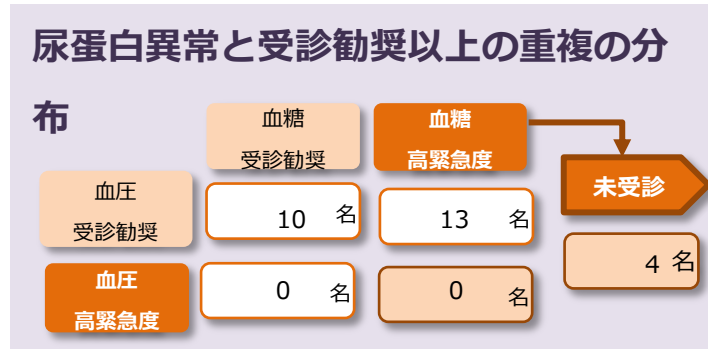 尿蛋白異常と受診勧奨以上の重複の分
布
血糖
受診勧奨
血糖
高緊急度
未受診
血圧
受診勧奨
10 名
13 名
4 名
血圧
高緊急度
0 名
0 名